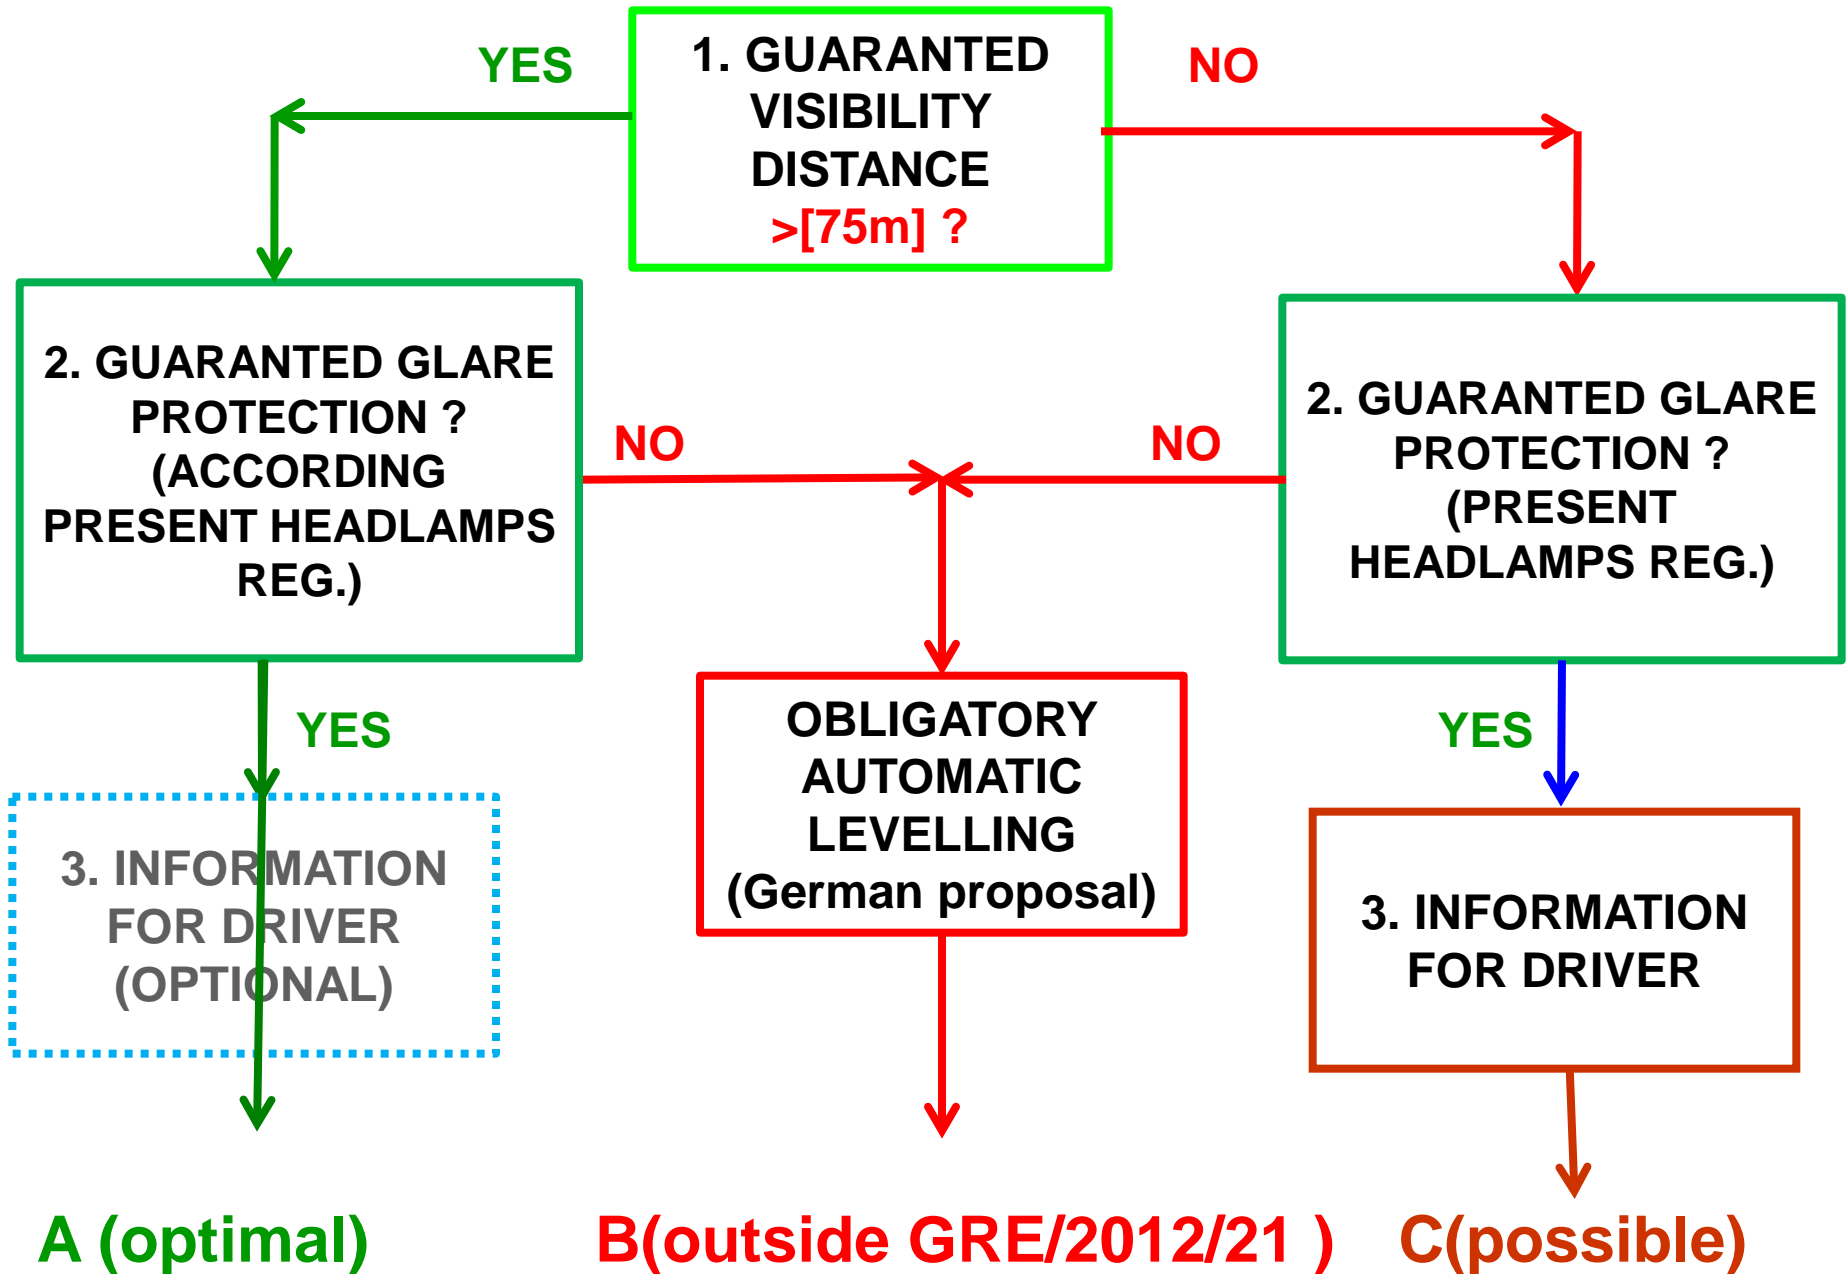 YES
1. GUARANTED
VISIBILITY
DISTANCE
>[75m] ?
NO
2. GUARANTED GLARE
PROTECTION ?
(ACCORDING
PRESENT HEADLAMPS
REG.)
NO
NO
2. GUARANTED GLARE
PROTECTION ?
(PRESENT
HEADLAMPS REG.)
YES
OBLIGATORY
AUTOMATIC
LEVELLING
(German proposal)
YES
3. INFORMATION
FOR DRIVER
(OPTIONAL)
3. INFORMATION
FOR DRIVER
A (optimal)
B(outside GRE/2012/21 )
C(possible)